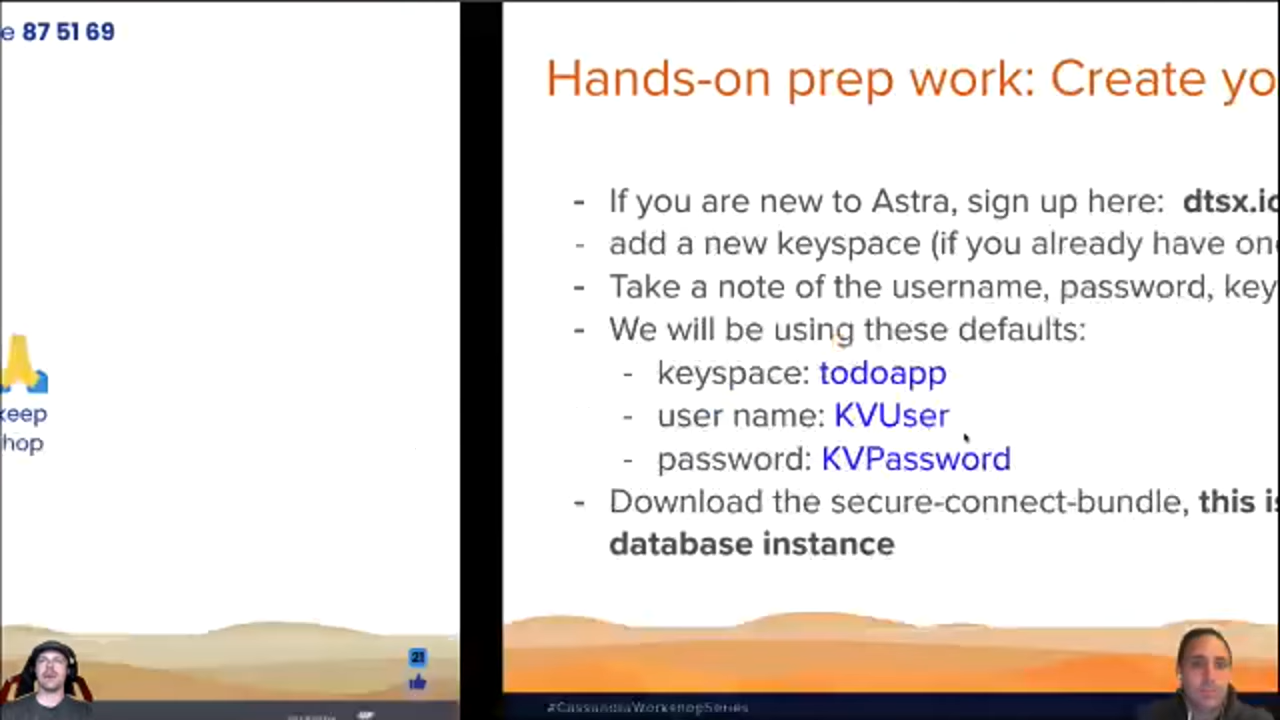 e 87 51 69
keep
hop
21
Hands-on prep work: Create yo
- If you are new to Astra, sign up here: dtsx.io
- add a new keyspace (if you already have one
- Take a note of the username, password, key
- We will be using these defaults:
- keyspace: todoapp
- user name: KVUser
- password: KVPassword
- Download the secure-connect-bundle, this is
database instance
#CassandraWorkshopSeries